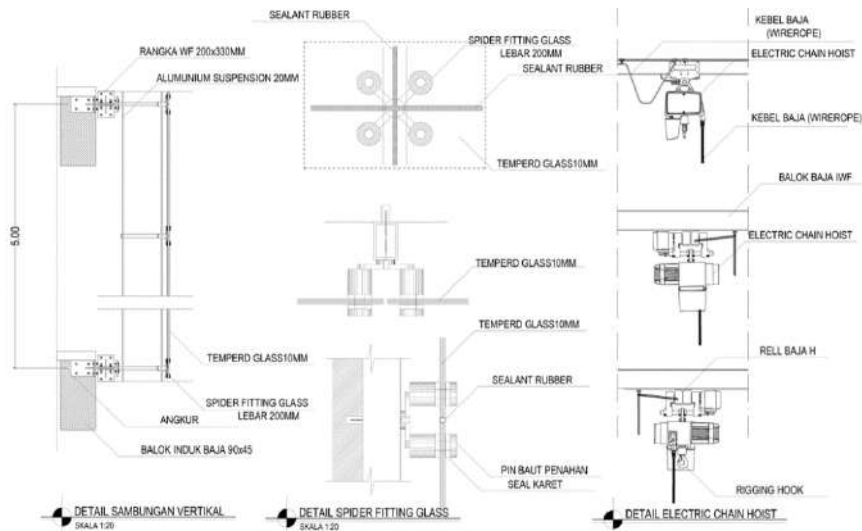 RANGKA WF 200x330MM
ALUMUNIUM SUSPENSION 20MM
5.00
TEMPERD GLASS10MM
SPIDER FITTING GLASS
LEBAR 200MM
ANGKUR
BALOK INDUK BAJA 90x45
DETAIL SAMBUNGAN VERTIKAL
SKALA 1:20
SEALANT RUBBER
SPIDER FITTING GLASS
LEBAR 200MM
SEALANT RUBBER
TEMPERD GLASS10MM
TEMPERD GLASS10MM
TEMPERD GLASS10MM
SEALANT RUBBER
PIN BAUT PENAHAN
SEAL KARET
DETAIL SPIDER FITTING GLASS
SKALA 1:20
KEBEL BAJA
(WIREROPE)
ELECTRIC CHAIN HOIST
KEBEL BAJA (WIREROPE)
BALOK BAJA IWF
ELECTRIC CHAIN HOIST
RELL BAJA H
RIGGING HOOK
DETAIL ELECTRIC CHAIN HOIST